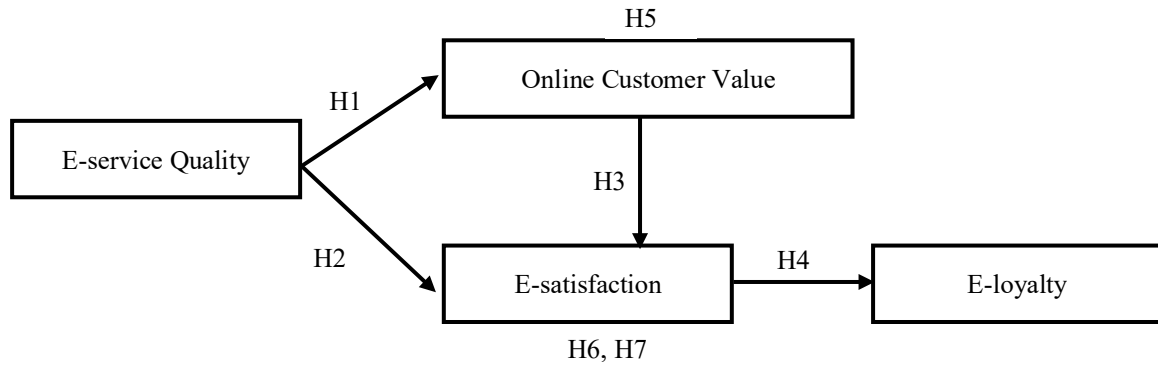 H5
Online Customer Value
H1
E-service Quality
H3
H2
E-satisfaction
H4
E-loyalty
H6, H7